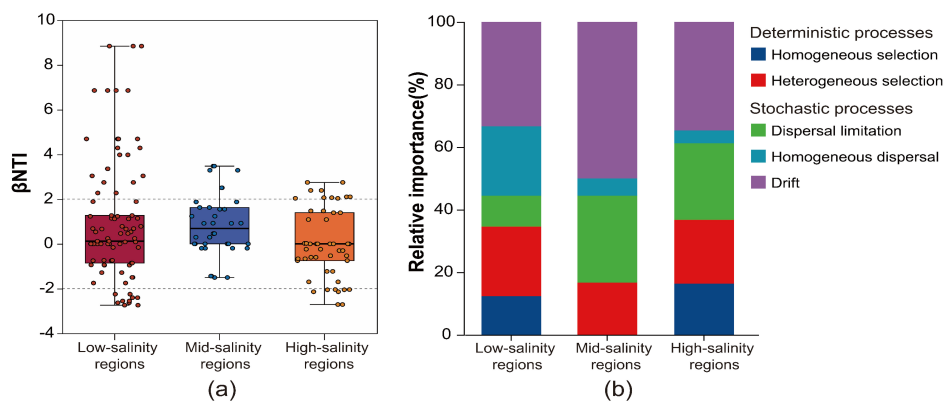 βNTI
10
8
6
4
2
0
-2
-4
Low-salinity
regions
Mid-salinity
regions
High-salinity
regions
(a)
Relative importance(%)
100
80
60
40
20
0
Low-salinity
regions
Mid-salinity
regions
High-salinity
regions
(b)
Deterministic processes
Homogeneous selection
Heterogeneous selection
Stochastic processes
Dispersal limitation
Homogeneous dispersal
Drift